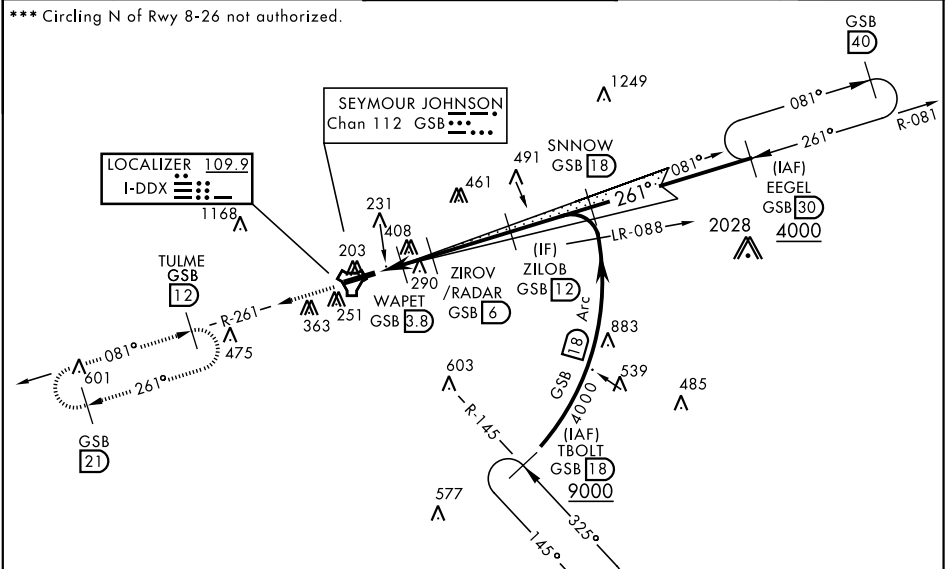 *** Circling N of Rwy 8-26 not authorized.
GSB
40
1249
SEYMOUR JOHNSON
Chan 112 GSB
081°
R-081
SNNOW
GSB 18
261°
LOCALIZER 109.9
I-DDX
491
081°
(IAF)
EEGEL
GSB 30
4000
461
261°
1168
231
408
LR-088
2028
203
TULME
GSB
12
(IF)
ZILOB
GSB 12
290
ZIROV
/RADAR
GSB 6
WAPET
GSB 3.8
R-261
363
251
475
883
081°
GSB 18 Arc
4000
601
261°
603
539
485
R-145
GSB
21
(IAF)
TBOLT
GSB 18
9000
577
325°
145°